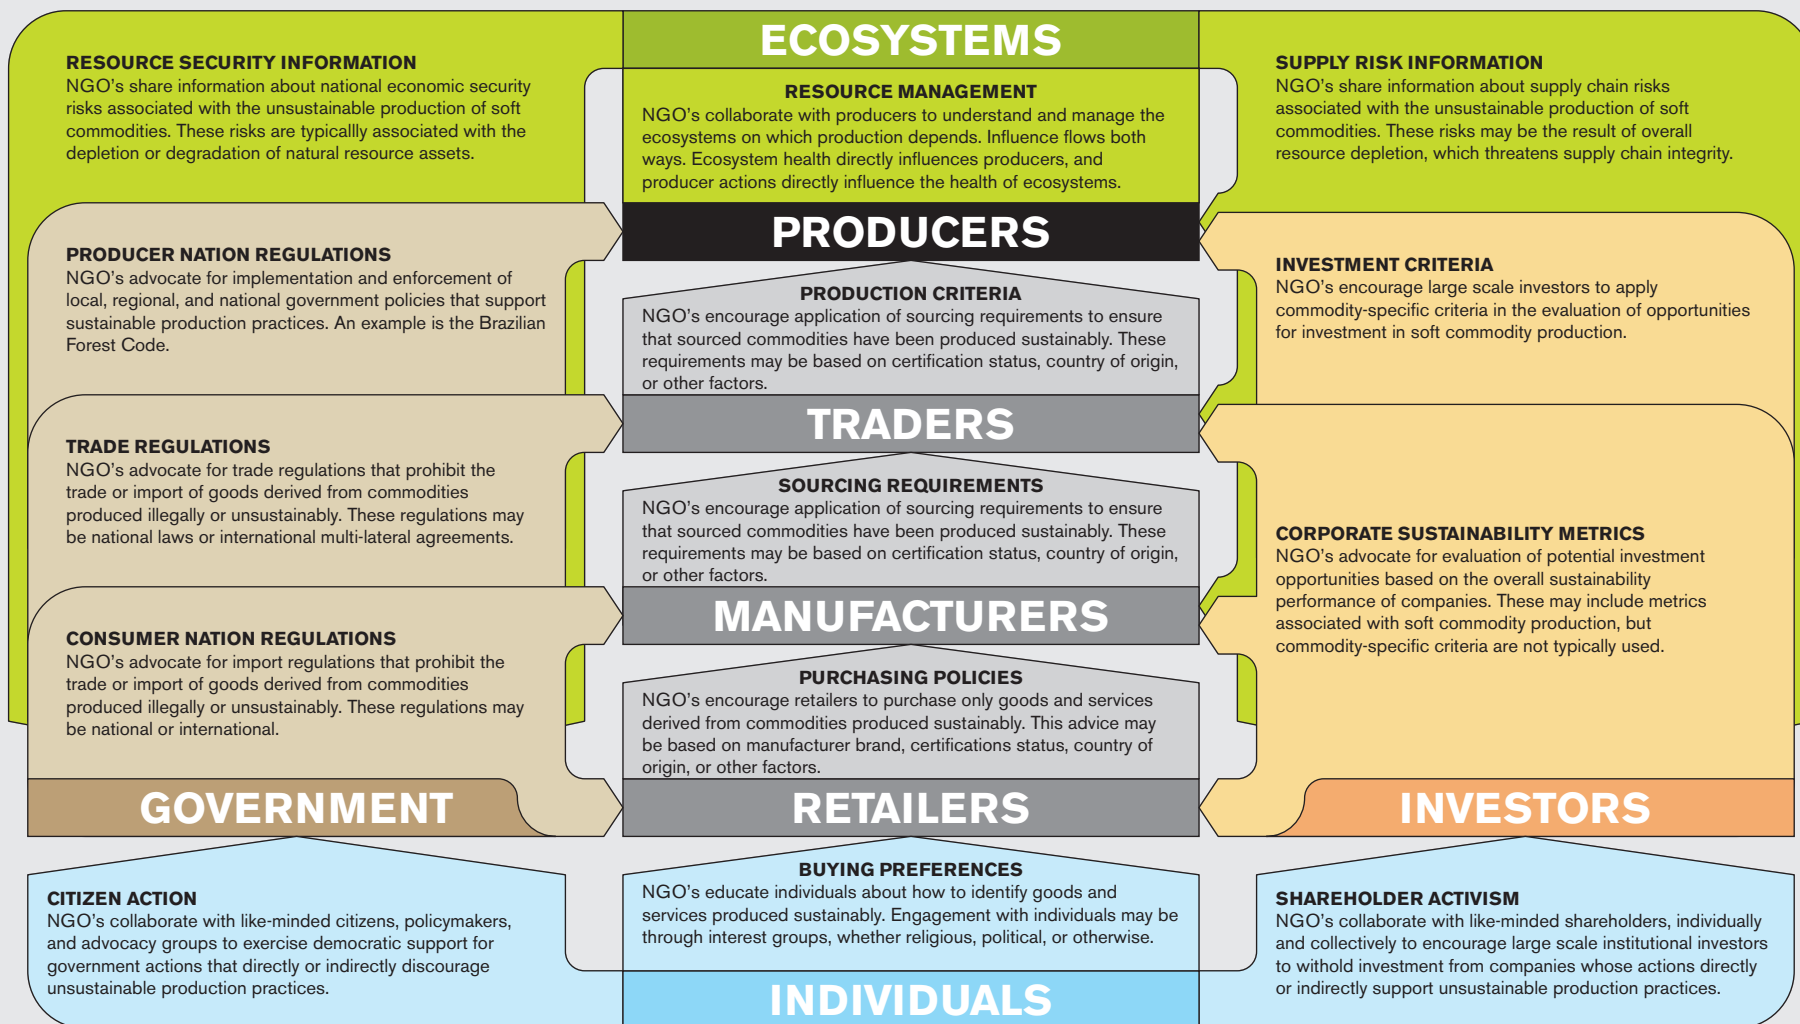 ECOSYSTEMS
RESOURCE SECURITY INFORMATION
NGO's share information about national economic security
risks associated with the unsustainable production of soft
commodities. These risks are typicallly associated with the
depletion or degradation of natural resource assets.
RESOURCE MANAGEMENT
NGO's collaborate with producers to understand and manage the
ecosystems on which production depends. Influence flows both
ways. Ecosystem health directly influences producers, and
producer actions directly influence the health of ecosystems.
SUPPLY RISK INFORMATION
NGO's share information about supply chain risks
associated with the unsustainable production of soft
commodities. These risks may be the result of overall
resource depletion, which threatens supply chain integrity.
PRODUCERS
PRODUCER NATION REGULATIONS
NGO's advocate for implementation and enforcement of
local, regional, and national government policies that support
sustainable production practices. An example is the Brazilian
Forest Code.
PRODUCTION CRITERIA
NGO's encourage application of sourcing requirements to ensure
that sourced commodities have been produced sustainably. These
requirements may be based on certification status, country of origin,
or other factors.
INVESTMENT CRITERIA
NGO's encourage large scale investors to apply
commodity-specific criteria in the evaluation of opportunities
for investment in soft commodity production.
TRADERS
TRADE REGULATIONS
NGO's advocate for trade regulations that prohibit the
trade or import of goods derived from commodities
produced illegally or unsustainably. These regulations may
be national laws or international multi-lateral agreements.
SOURCING REQUIREMENTS
NGO's encourage application of sourcing requirements to ensure
that sourced commodities have been produced sustainably. These
requirements may be based on certification status, country of origin,
or other factors.
CORPORATE SUSTAINABILITY METRICS
NGO's advocate for evaluation of potential investment
opportunities based on the overall sustainability
performance of companies. These may include metrics
associated with soft commodity production, but
commodity-specific criteria are not typically used.
MANUFACTURERS
CONSUMER NATION REGULATIONS
NGO's advocate for import regulations that prohibit the
trade or import of goods derived from commodities
produced illegally or unsustainably. These regulations may
be national or international.
PURCHASING POLICIES
NGO's encourage retailers to purchase only goods and services
derived from commodities produced sustainably. This advice may
be based on manufacturer brand, certifications status, country of
origin, or other factors.
GOVERNMENT
RETAILERS
INVESTORS
CITIZEN ACTION
NGO's collaborate with like-minded citizens, policymakers,
and advocacy groups to exercise democratic support for
government actions that directly or indirectly discourage
unsustainable production practices.
BUYING PREFERENCES
NGO's educate individuals about how to identify goods and
services produced sustainably. Engagement with individuals may be
through interest groups, whether religious, political, or otherwise.
SHAREHOLDER ACTIVISM
NGO's collaborate with like-minded shareholders, individually
and collectively to encourage large scale institutional investors
to withold investment from companies whose actions directly
or indirectly support unsustainable production practices.
INDIVIDUALS